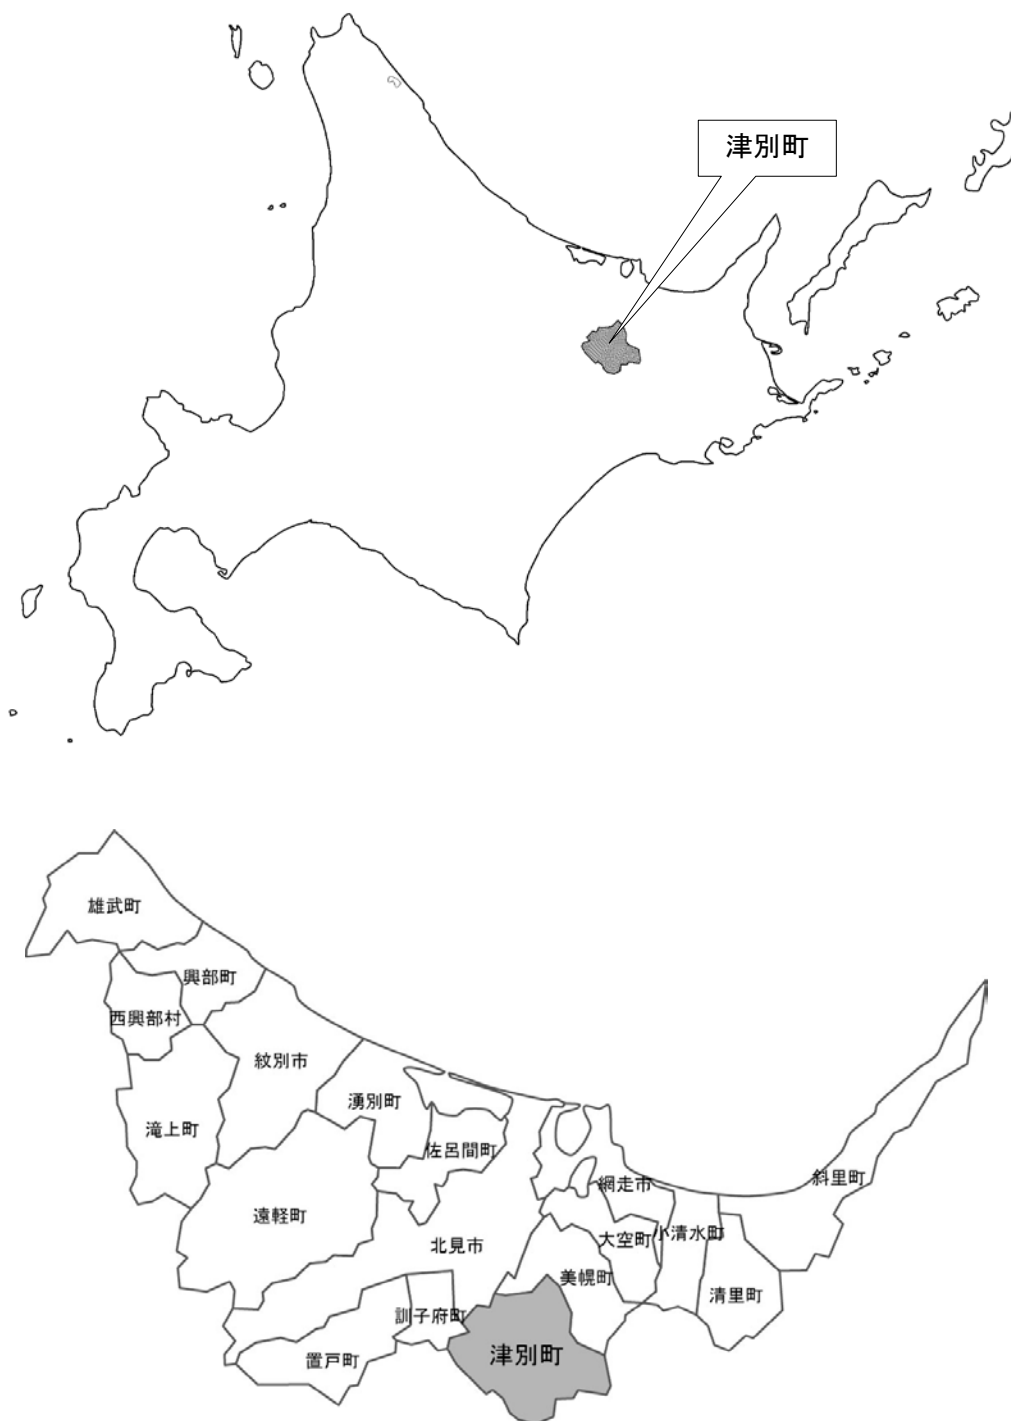 津別町
雄武町
興部町
西興部村
紋別市
湧別町
滝上町
佐呂間町
斜里町
網走市
遠軽町
小清水町
大空町
北見市
美幌町
清里町
訓子府町
置戸町
津別町